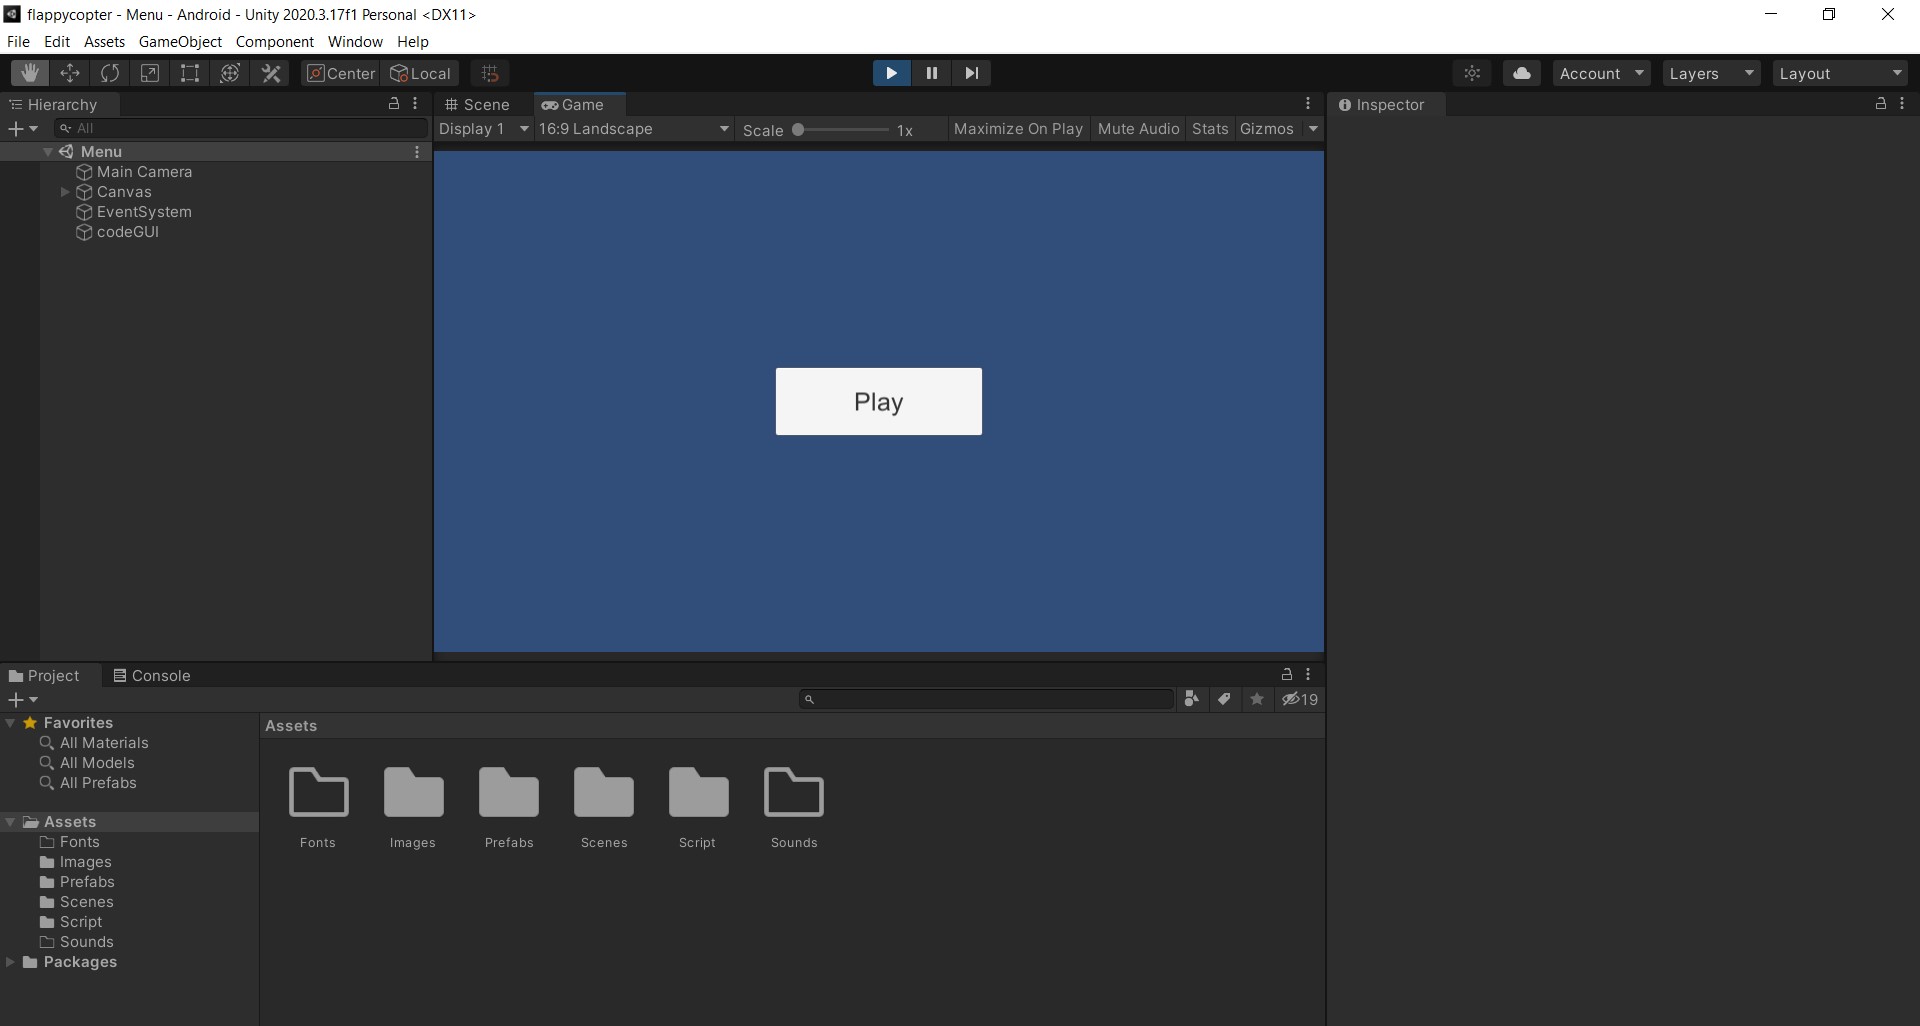 flappycopter - Menu - Android - Unity 2020.3.17f1 Personal <DX11>
File Edit Assets GameObject Component Window Help
Center Local Account Layers Layout
Hierarchy
All
Menu
Main Camera
Canvas
EventSystem
codeGUI
Scene Game
Display 1 16:9 Landscape Scale 1x Maximize On Play Mute Audio Stats Gizmos
Play
Inspector
Project Console
19
Favorites
All Materials
All Models
All Prefabs
Assets
Fonts
Images
Prefabs
Scenes
Script
Sounds
Packages
Assets
Fonts Images Prefabs Scenes Script Sounds